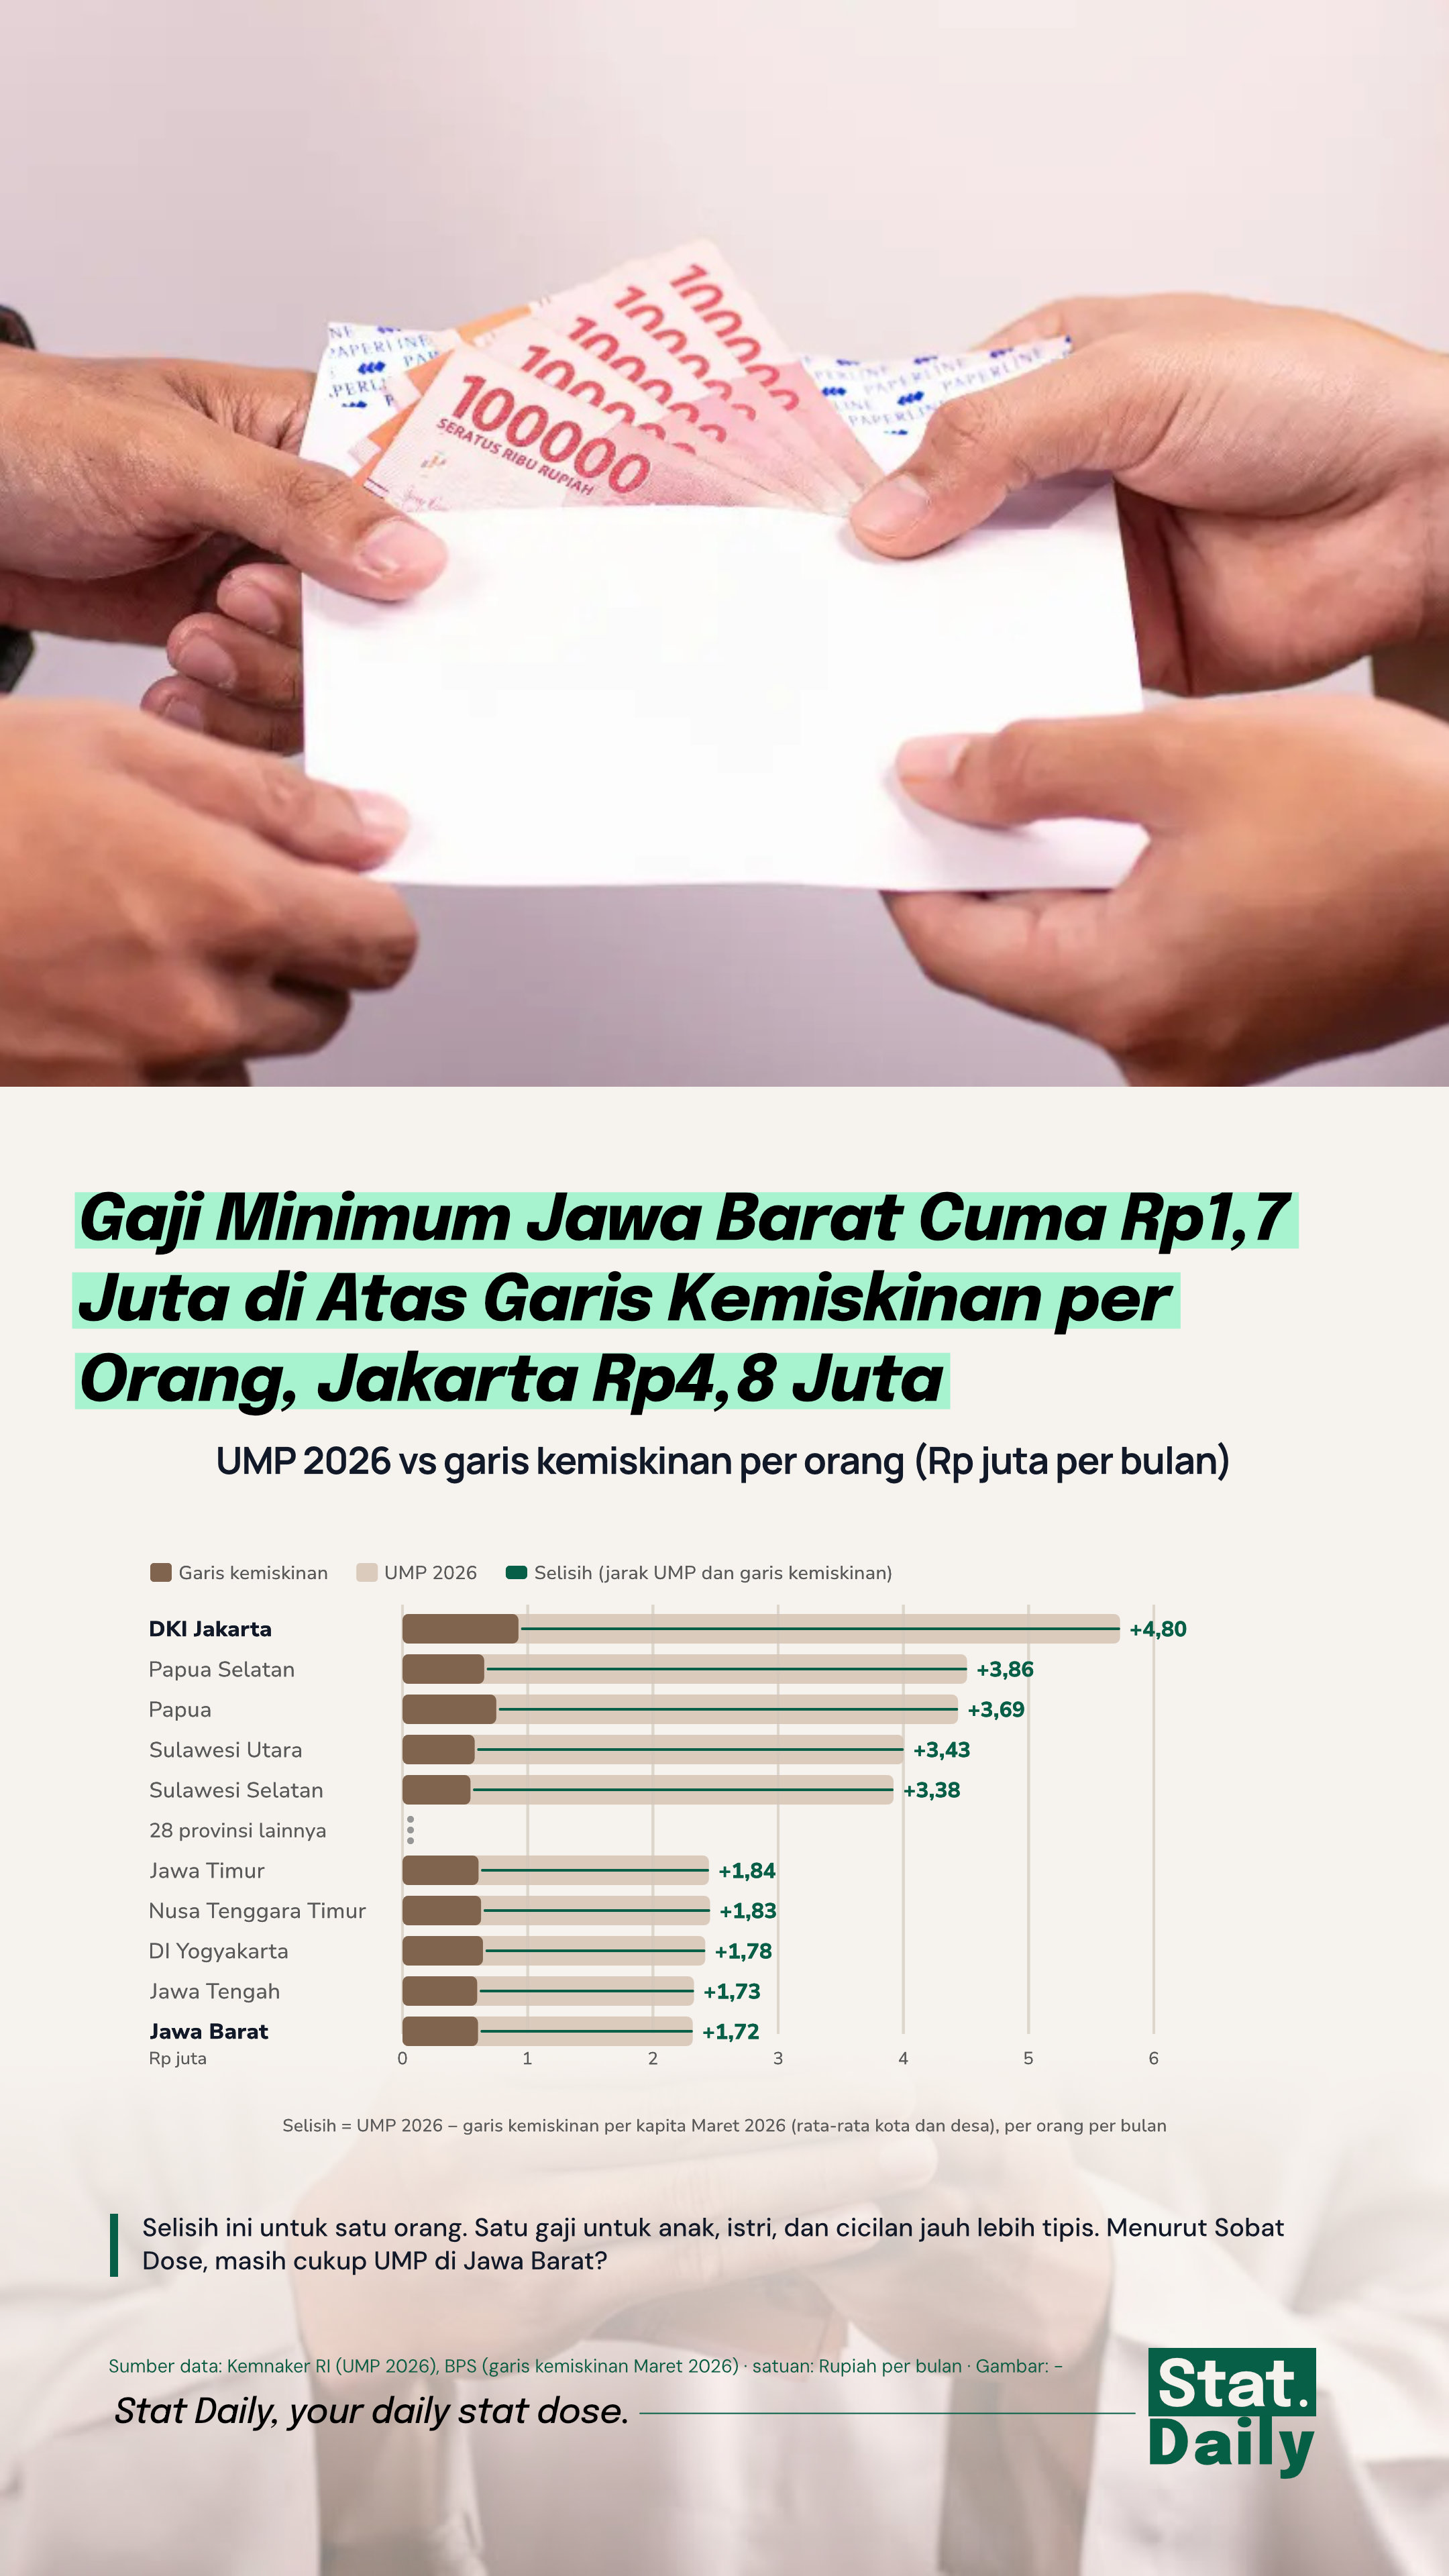 NE
PAPERLINE
PAPERLINE
PAPERLINE
PAPERLINE
PAPERLINE
100000
SERATUS RIBU RUPIAH
Gaji Minimum Jawa Barat Cuma Rp1,7
Juta di Atas Garis Kemiskinan per
Orang, Jakarta Rp4,8 Juta
UMP 2026 vs garis kemiskinan per orang (Rp juta per bulan)
Garis kemiskinan UMP 2026 Selisih (jarak UMP dan garis kemiskinan)
DKI Jakarta +4,80
Papua Selatan +3,86
Papua +3,69
Sulawesi Utara +3,43
Sulawesi Selatan +3,38
28 provinsi lainnya
Jawa Timur +1,84
Nusa Tenggara Timur +1,83
DI Yogyakarta +1,78
Jawa Tengah +1,73
Jawa Barat +1,72
Rp juta 0 1 2 3 4 5 6
Selisih = UMP 2026 – garis kemiskinan per kapita Maret 2026 (rata-rata kota dan desa), per orang per bulan
Selisih ini untuk satu orang. Satu gaji untuk anak, istri, dan cicilan jauh lebih tipis. Menurut Sobat
Dose, masih cukup UMP di Jawa Barat?
Sumber data: Kemnaker RI (UMP 2026), BPS (garis kemiskinan Maret 2026) · satuan: Rupiah per bulan · Gambar: -
Stat Daily, your daily stat dose.
Stat.
Daily